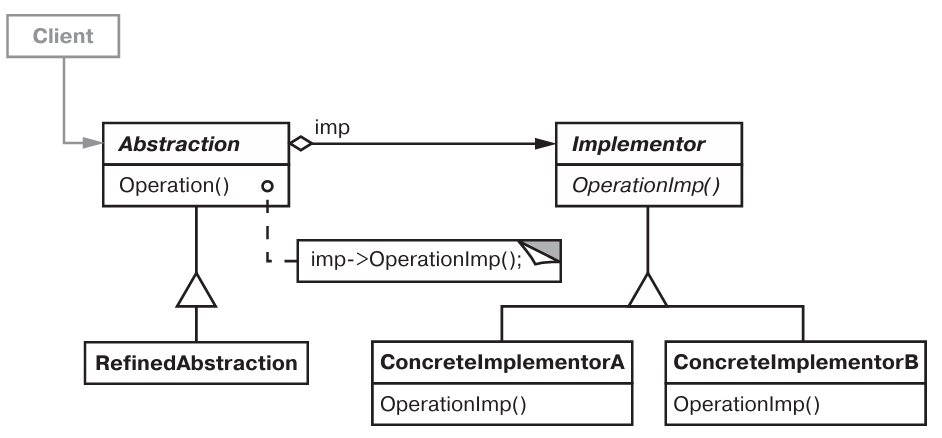 Client
imp
Abstraction
Implementor
Operation()
OperationImp()
imp->OperationImp();
RefinedAbstraction
ConcreteImplementorA
ConcreteImplementorB
OperationImp()
OperationImp()